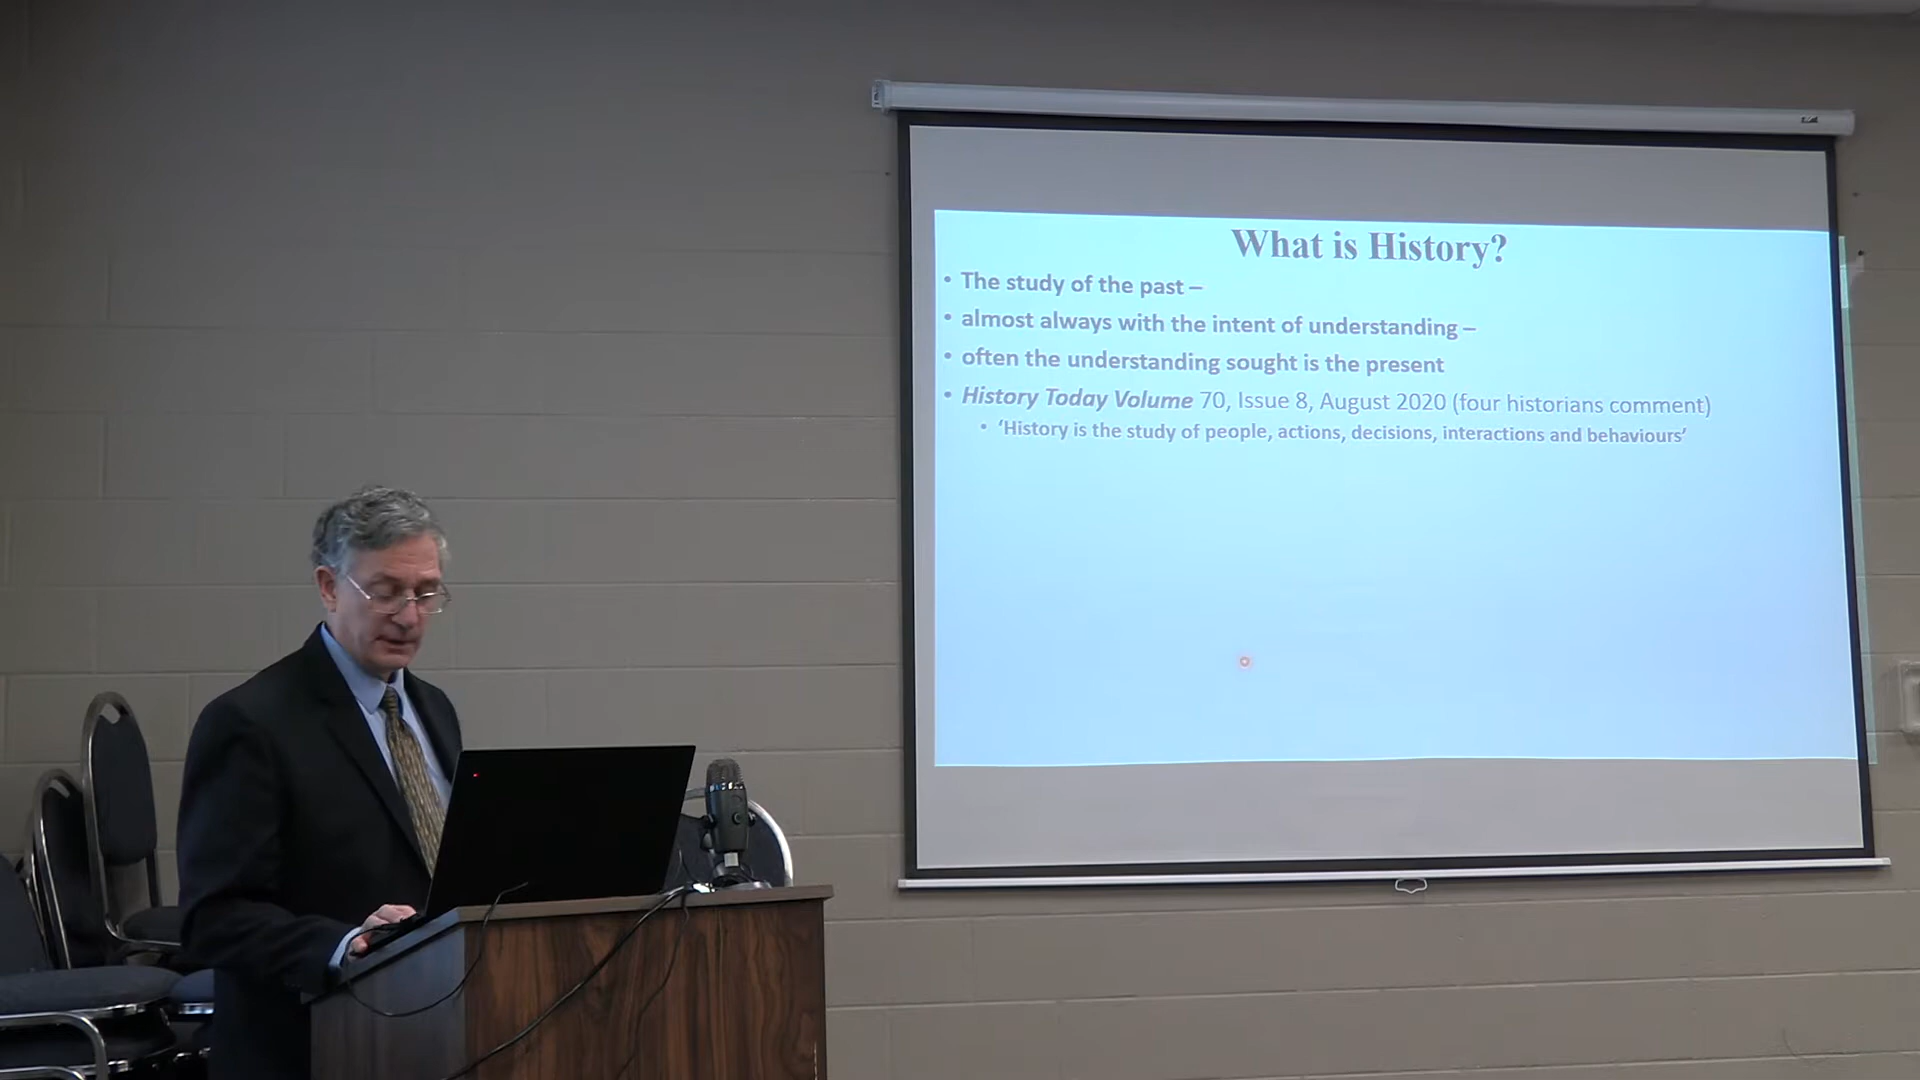 What is History?
• The study of the past –
• almost always with the intent of understanding –
• often the understanding sought is the present
• History Today Volume 70, Issue 8, August 2020 (four historians comment)
• ‘History is the study of people, actions, decisions, interactions and behaviours’